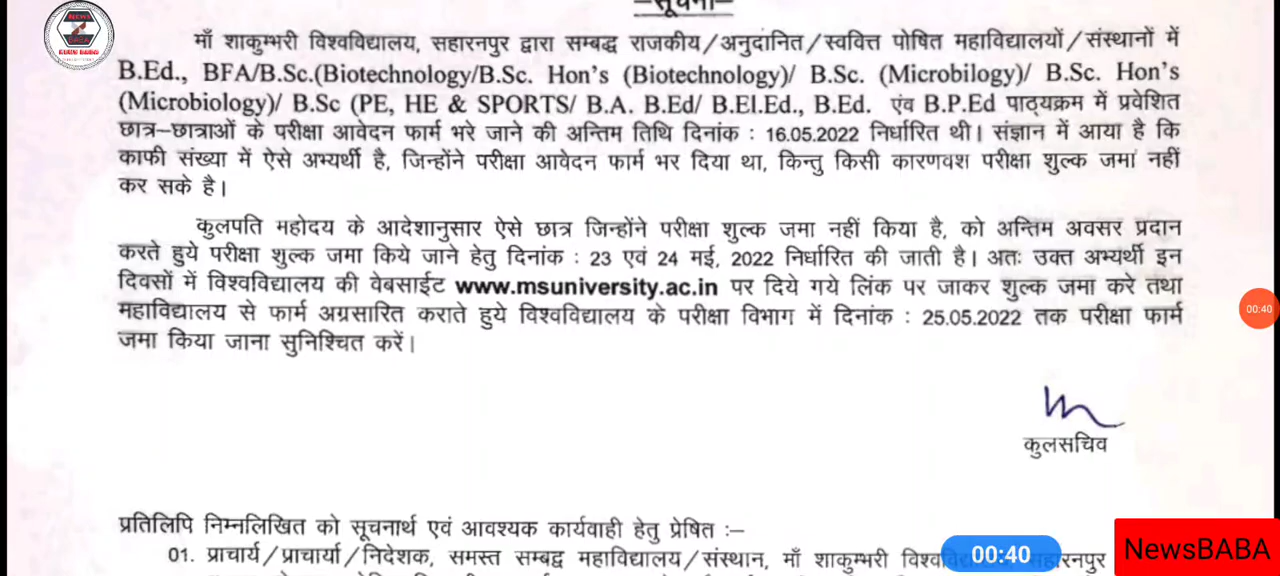 —सूचना—
माँ शाकुम्भरी विश्वविद्यालय, सहारनपुर द्वारा सम्बद्ध राजकीय/अनुदानित/स्ववित्त पोषित महाविद्यालयों/संस्थानों में
B.Ed., BFA/B.Sc.(Biotechnology/B.Sc. Hon's (Biotechnology)/ B.Sc. (Microbilogy)/ B.Sc. Hon's
(Microbiology)/ B.Sc (PE, HE & SPORTS/ B.A. B.Ed/ B.El.Ed., B.Ed. एंव B.P.Ed पाठ्यक्रम में प्रवेशित
छात्र–छात्राओं के परीक्षा आवेदन फार्म भरे जाने की अन्तिम तिथि दिनांक : 16.05.2022 निर्धारित थी। संज्ञान में आया है कि
काफी संख्या में ऐसे अभ्यर्थी है, जिन्होंने परीक्षा आवेदन फार्म भर दिया था, किन्तु किसी कारणवश परीक्षा शुल्क जमा नहीं
कर सके है।
कुलपति महोदय के आदेशानुसार ऐसे छात्र जिन्होंने परीक्षा शुल्क जमा नहीं किया है, को अन्तिम अवसर प्रदान
करते हुये परीक्षा शुल्क जमा किये जाने हेतु दिनांक : 23 एवं 24 मई, 2022 निर्धारित की जाती है। अतः उक्त अभ्यर्थी इन
दिवसों में विश्वविद्यालय की वेबसाईट www.msuniversity.ac.in पर दिये गये लिंक पर जाकर शुल्क जमा करें तथा
महाविद्यालय से फार्म अग्रसारित कराते हुये विश्वविद्यालय के परीक्षा विभाग में दिनांक : 25.05.2022 तक परीक्षा फार्म
जमा किया जाना सुनिश्चित करें।
00:40
कुलसचिव
प्रतिलिपि निम्नलिखित को सूचनार्थ एवं आवश्यक कार्यवाही हेतु प्रेषित :–
01. प्राचार्य/प्राचार्या/निदेशक, समस्त सम्बद्व महाविद्यालय/संस्थान, माँ शाकुम्भरी
00:40
NewsBABA